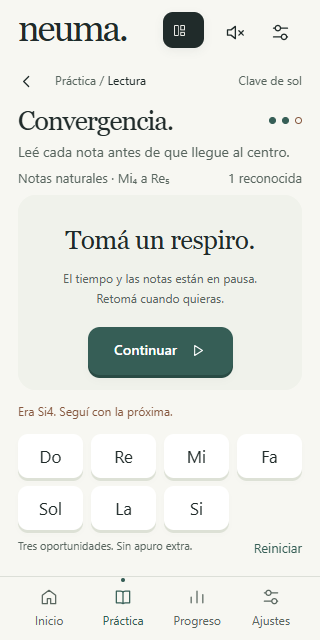 neuma.
Práctica / Lectura
Clave de sol
Convergencia.
Leé cada nota antes de que llegue al centro.
Notas naturales · Mi₄ a Re₅
1 reconocida
Tomá un respiro.
El tiempo y las notas están en pausa.
Retomá cuando quieras.
Continuar
Era Si4. Seguí con la próxima.
Do
Re
Mi
Fa
Sol
La
Si
Tres oportunidades. Sin apuro extra.
Reiniciar
Inicio
Práctica
Progreso
Ajustes